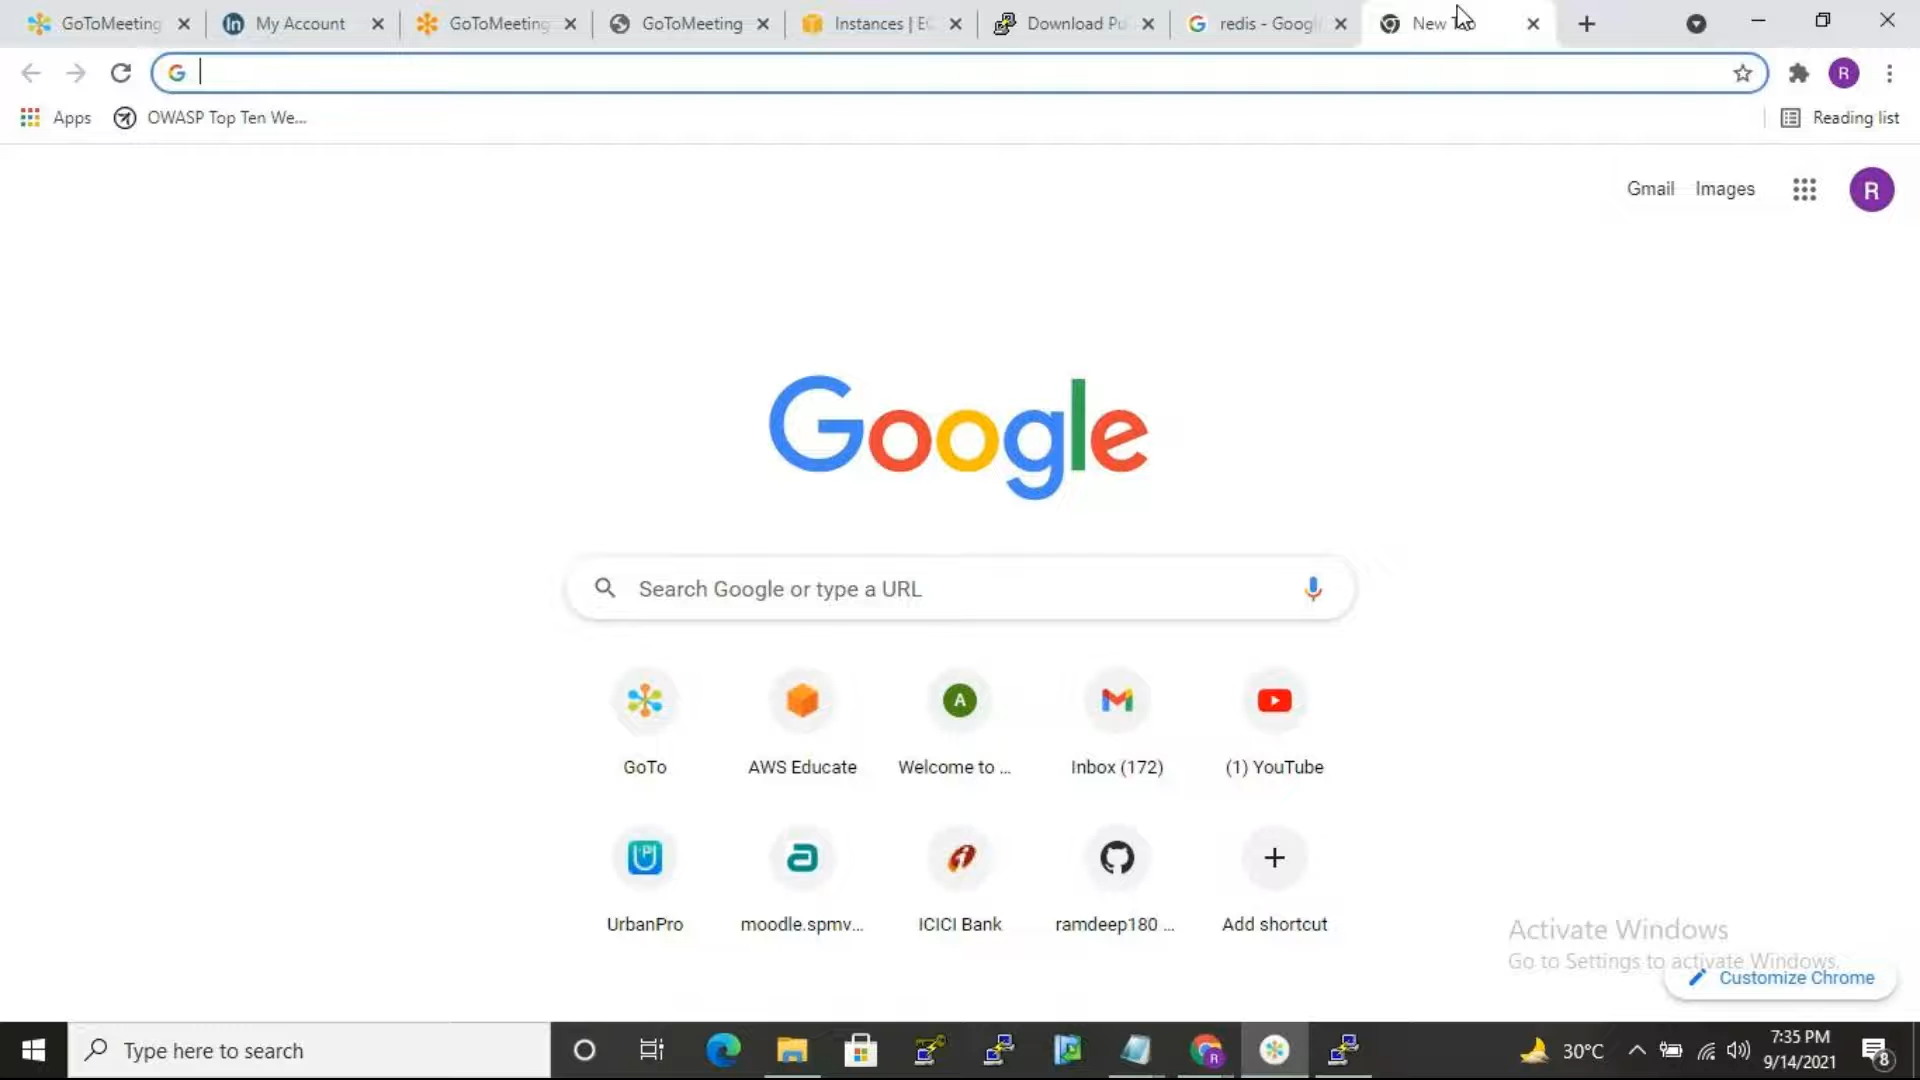 GoToMeeting
My Account
GoToMeeting
GoToMeeting
Instances | EC
Download Pu
redis - Googl
New
Apps
OWASP Top Ten We...
Reading list
R
Gmail
Images
R
Google
Search Google or type a URL
GoTo
AWS Educate
A
Welcome to ...
Inbox (172)
(1) YouTube
UrbanPro
moodle.spmv...
ICICI Bank
ramdeep180 ...
Add shortcut
Activate Windows
Go to Settings to activate Windows.
Customize Chrome
Type here to search
30°C
7:35 PM
9/14/2021
8